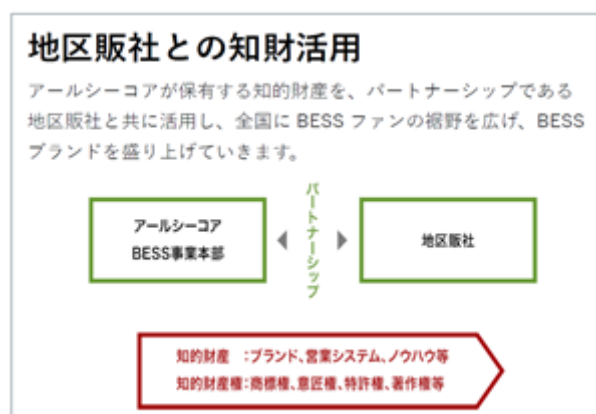 地区販社との知財活用
アールシーコアが保有する知的財産を、パートナーシップである
地区販社と共に活用し、全国に BESS ファンの裾野を広げ、BESS
ブランドを盛り上げていきます。
アールシーコア
BESS事業本部
パートナーシップ
地区販社
知的財産 :ブランド、営業システム、ノウハウ等
知的財産権:商標権、意匠権、特許権、著作権等